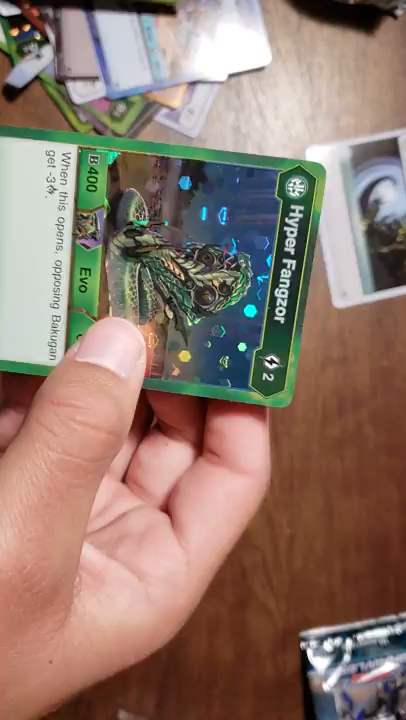 Hyper Fangzor 2
B400 Evo
When this opens, opposing Bakugan
get -3